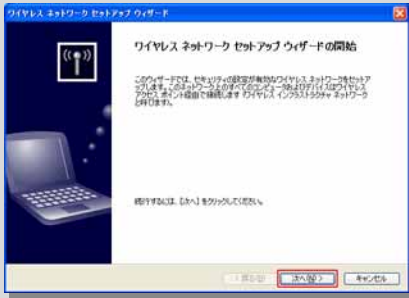 ワイヤレス ネットワーク セットアップ ウィザード
ワイヤレス ネットワーク セットアップ ウィザードの開始
このウィザードでは、セキュリティの設定が有効なワイヤレス ネットワークをセットア
ップします。このネットワーク上のすべてのコンピュータおよびデバイスはワイヤレス
アクセス ポイント経由で接続します (ワイヤレス インフラストラクチャ ネットワーク
と呼びます)。
続行するには、[次へ] をクリックしてください。
< 戻る(B)
次へ(N) >
キャンセル